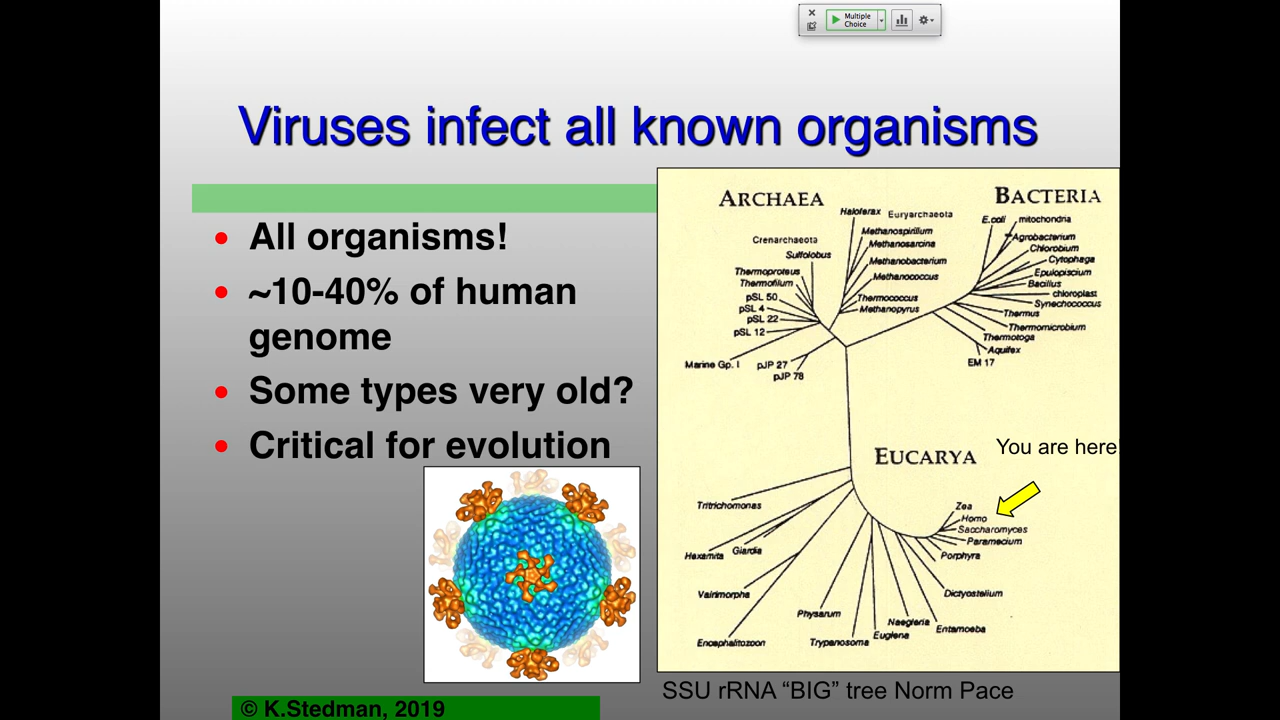 Multiple
Choice
Viruses infect all known organisms
All organisms!
~10-40% of human
genome
Some types very old?
Critical for evolution
ARCHAEA
BACTERIA
Haloferax
Euryarchaeota
Methanospirillum
Crenarchaeota
Methanosarcina
Sulfolobus
Methanobacterium
Thermoproteus
Methanococcus
Thermofilum
pSL 50
Thermococcus
pSL 4
Methanopyrus
pSL 22
pSL 12
Marine Gp. I
pJP 27
pJP 78
E.coli
mitochondria
Agrobacterium
Chlorobium
Cytophaga
Epulopiscium
Bacillus
chloroplast
Synechococcus
Thermus
Thermomicrobium
Thermotoga
Aquifex
EM 17
You are here
EUCARYA
Tritrichomonas
Zea
Homo
Saccharomyces
Paramecium
Porphyra
Hexamita
Giardia
Vairimorpha
Dictyostelium
Physarum
Naegleria
Entamoeba
Euglena
Trypanosoma
Encephalitozoon
SSU rRNA “BIG” tree Norm Pace
© K.Stedman, 2019